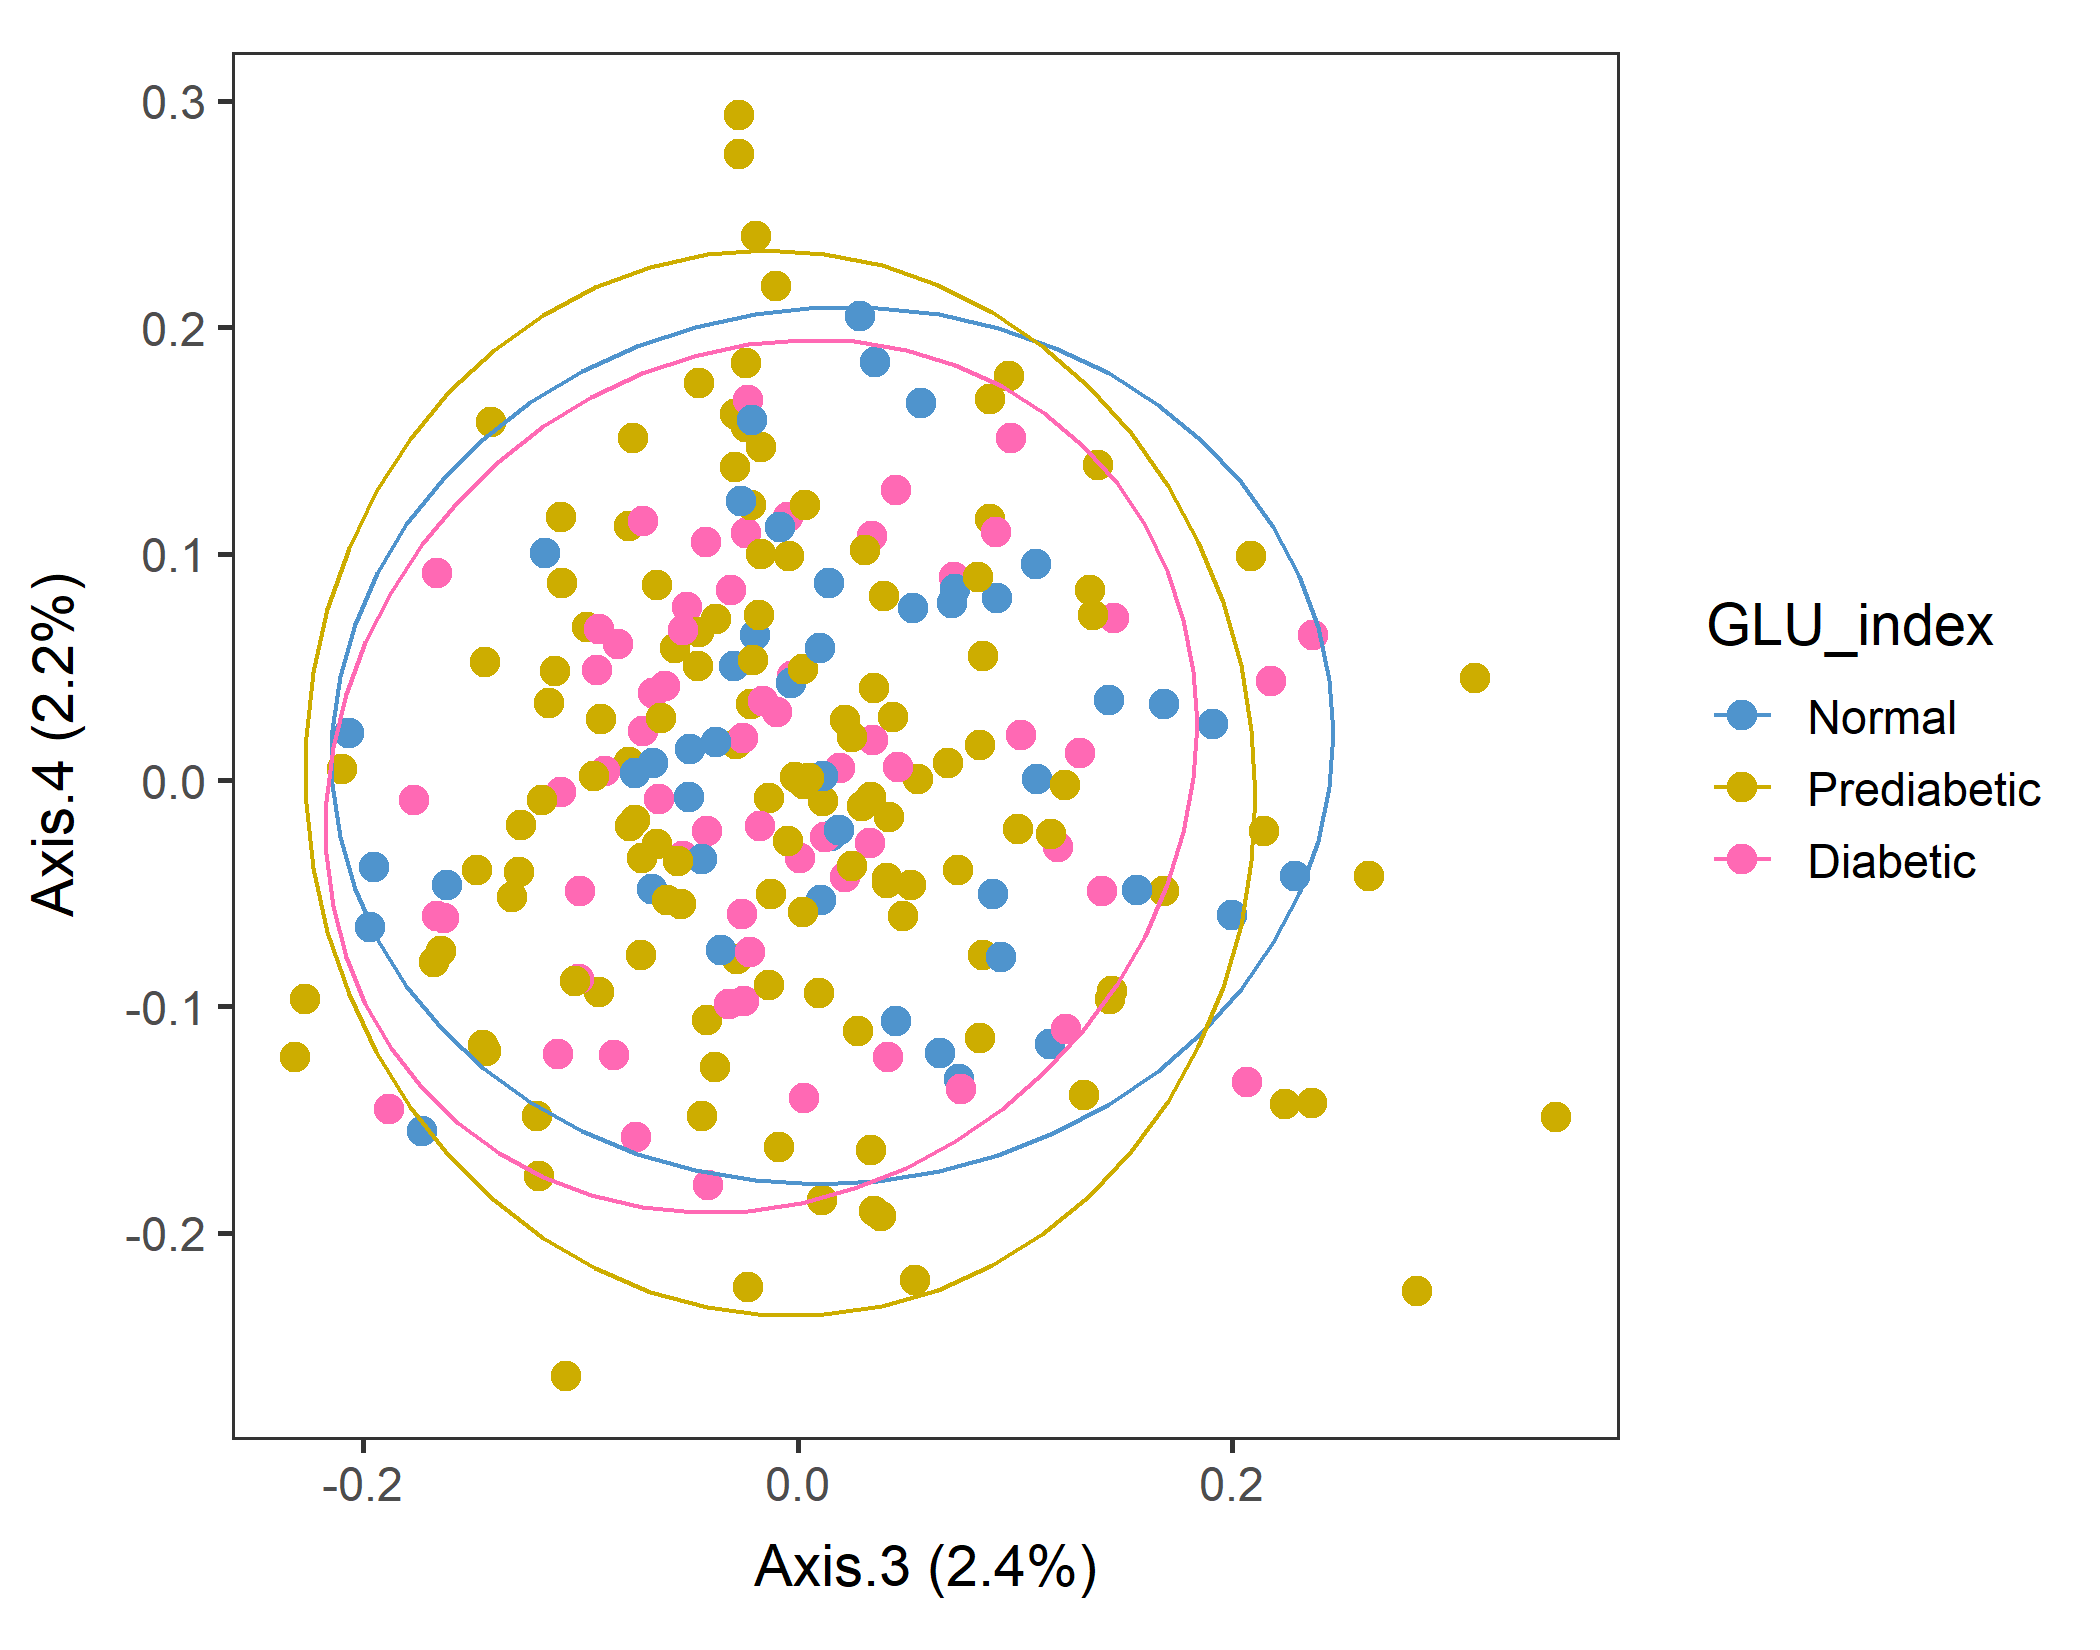 0.3
0.2
0.1
0.0
-0.1
-0.2
Axis.4 (2.2%)
-0.2 0.0 0.2
Axis.3 (2.4%)
GLU_index
Normal
Prediabetic
Diabetic